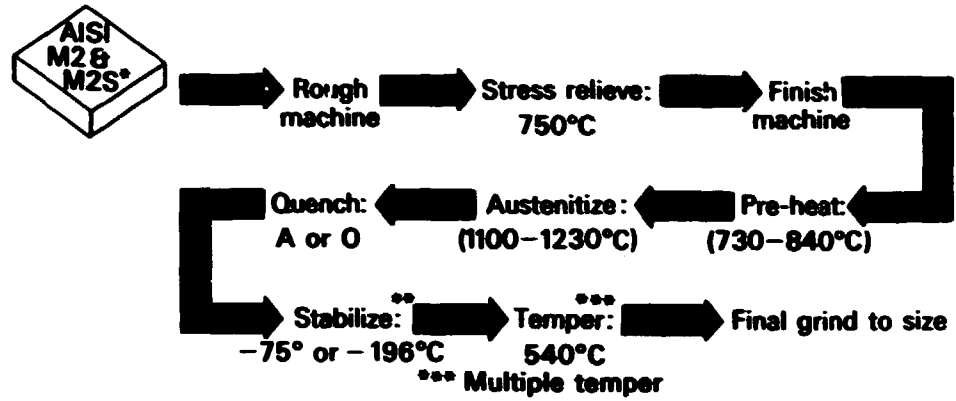 AISI
M2 &
M2S*
Rough
machine
Stress relieve:
750°C
Finish
machine
Pre-heat:
(730–840°C)
Austenitize:
(1100–1230°C)
Quench:
A or O
Stabilize:**
–75° or –196°C
Temper:***
540°C
*** Multiple temper
Final grind to size